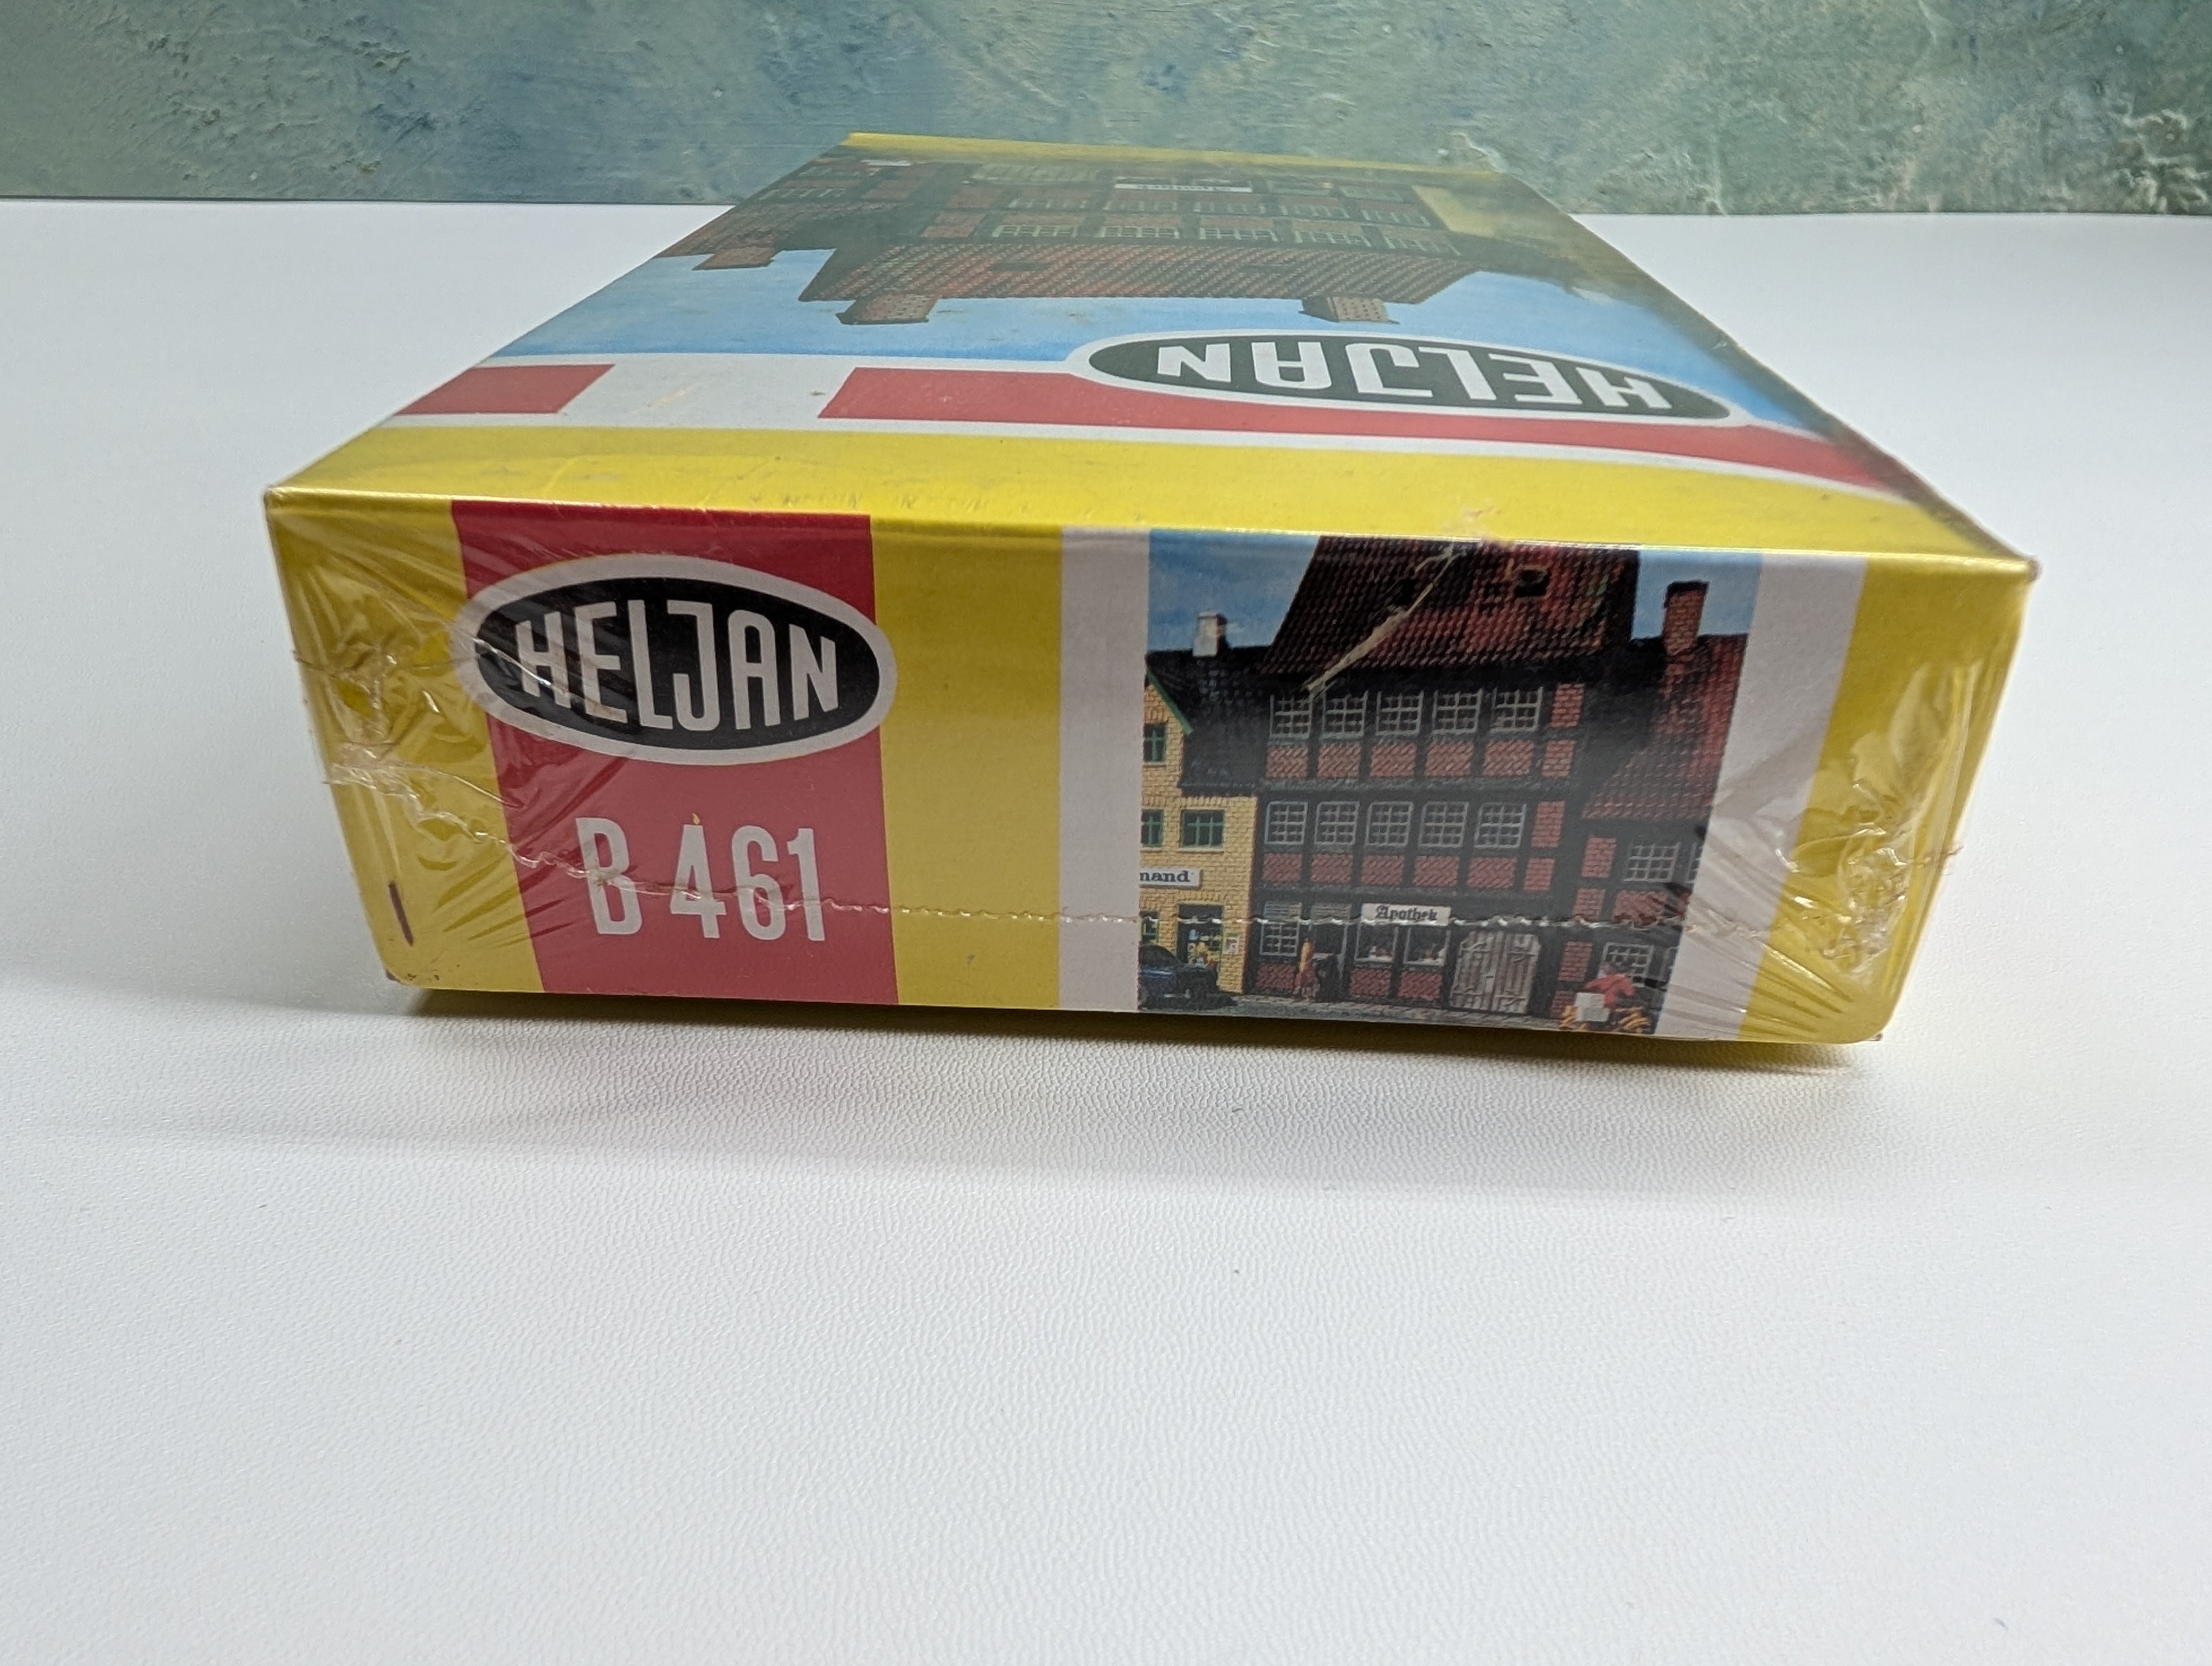 HELJAN
HELJAN
B 461
mand
Apothek